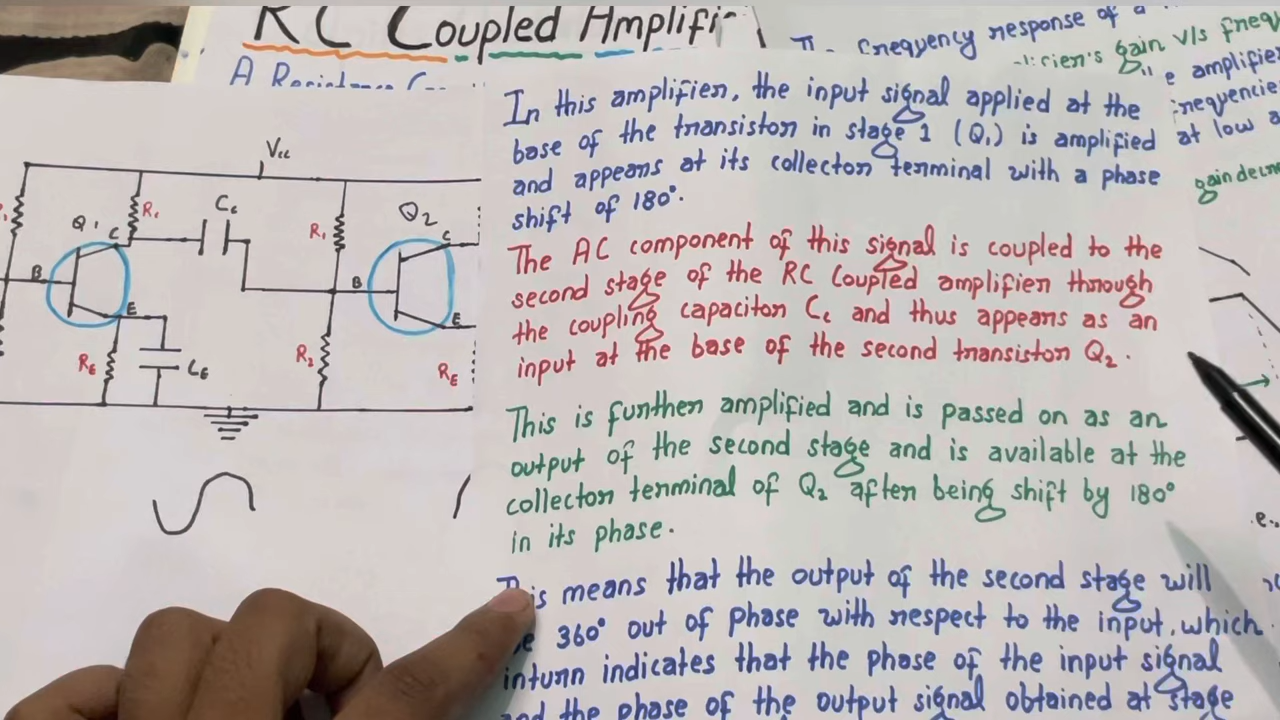 RC Coupled Amplifi
A Resistance
Vcc
R1
Rc
Cc
Q1
C
B
E
RE
CE
R1
R2
Q2
C
B
E
RE
In this amplifier, the input signal applied at the
base of the transistor in stage 1 (Q1) is amplified
and appears at its collector terminal with a phase
shift of 180°.
The AC component of this signal is coupled to the
second stage of the RC Coupled amplifier through
the coupling capacitor Cc and thus appears as an
input at the base of the second transistor Q2.
This is further amplified and is passed on as an
output of the second stage and is available at the
collector terminal of Q2 after being shift by 180°
in its phase.
This means that the output of the second stage will
be 360° out of phase with respect to the input, which
inturn indicates that the phase of the input signal
and the phase of the output signal obtained at stage
frequency response of a
gain v/s freq
e amplifie
frequencie
at low a
gain decre